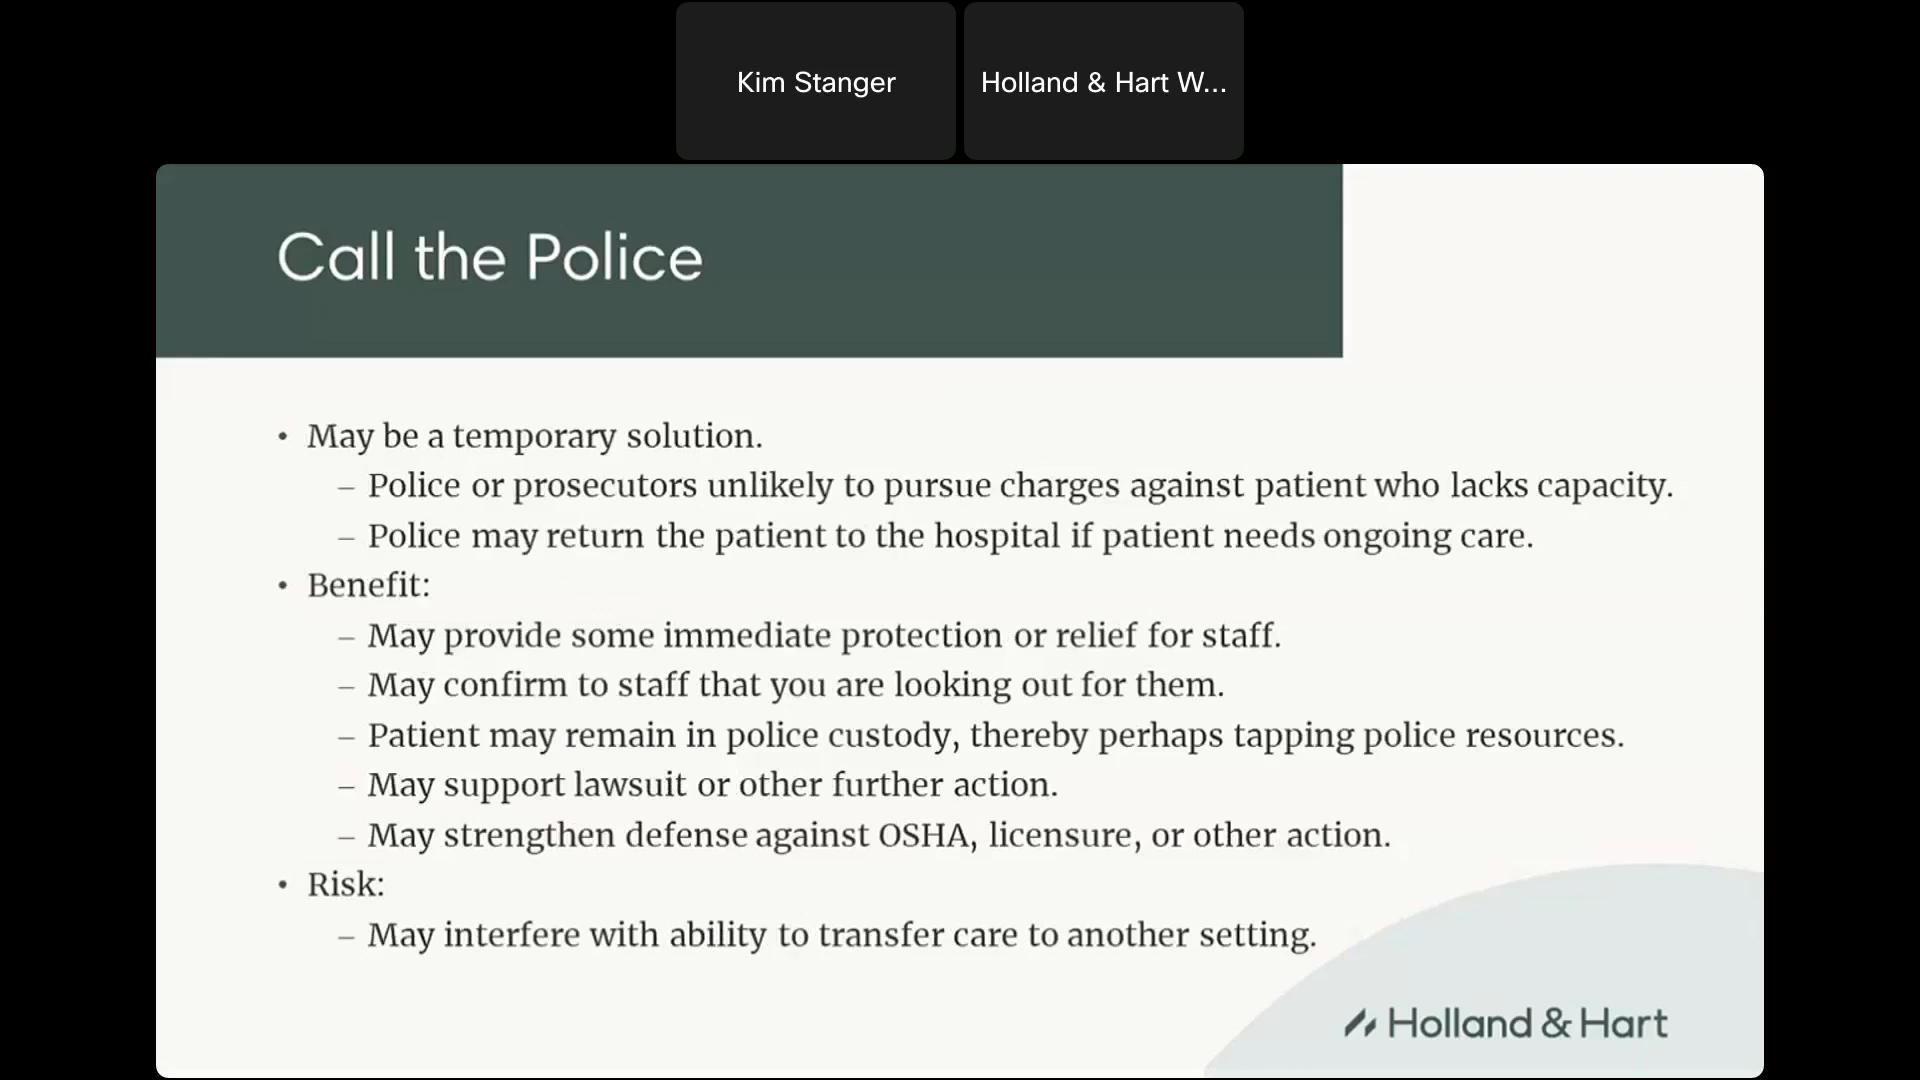 Kim Stanger
Holland & Hart W...
Call the Police
• May be a temporary solution.
– Police or prosecutors unlikely to pursue charges against patient who lacks capacity.
– Police may return the patient to the hospital if patient needs ongoing care.
• Benefit:
– May provide some immediate protection or relief for staff.
– May confirm to staff that you are looking out for them.
– Patient may remain in police custody, thereby perhaps tapping police resources.
– May support lawsuit or other further action.
– May strengthen defense against OSHA, licensure, or other action.
• Risk:
– May interfere with ability to transfer care to another setting.
Holland & Hart